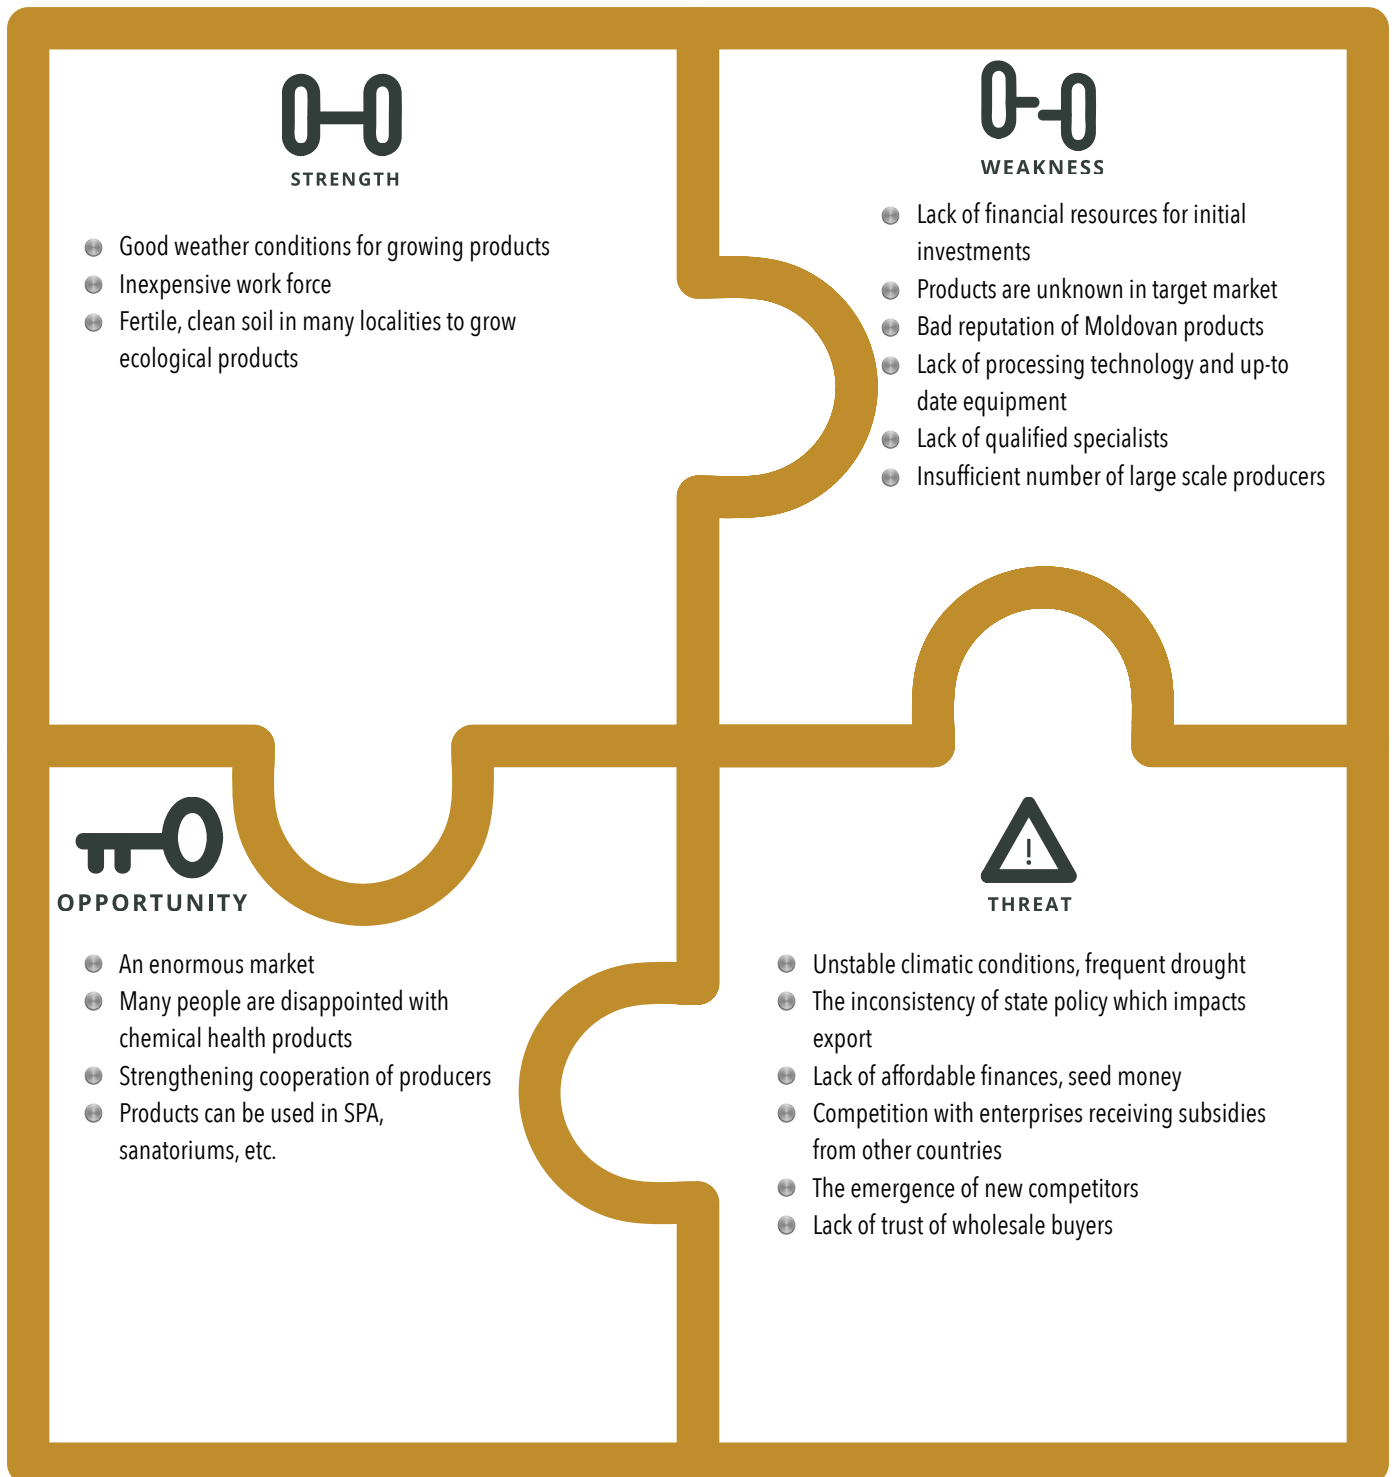 STRENGTH
Good weather conditions for growing products
Inexpensive work force
Fertile, clean soil in many localities to grow
ecological products
WEAKNESS
Lack of financial resources for initial
investments
Products are unknown in target market
Bad reputation of Moldovan products
Lack of processing technology and up-to
date equipment
Lack of qualified specialists
Insufficient number of large scale producers
OPPORTUNITY
An enormous market
Many people are disappointed with
chemical health products
Strengthening cooperation of producers
Products can be used in SPA,
sanatoriums, etc.
!
THREAT
Unstable climatic conditions, frequent drought
The inconsistency of state policy which impacts
export
Lack of affordable finances, seed money
Competition with enterprises receiving subsidies
from other countries
The emergence of new competitors
Lack of trust of wholesale buyers